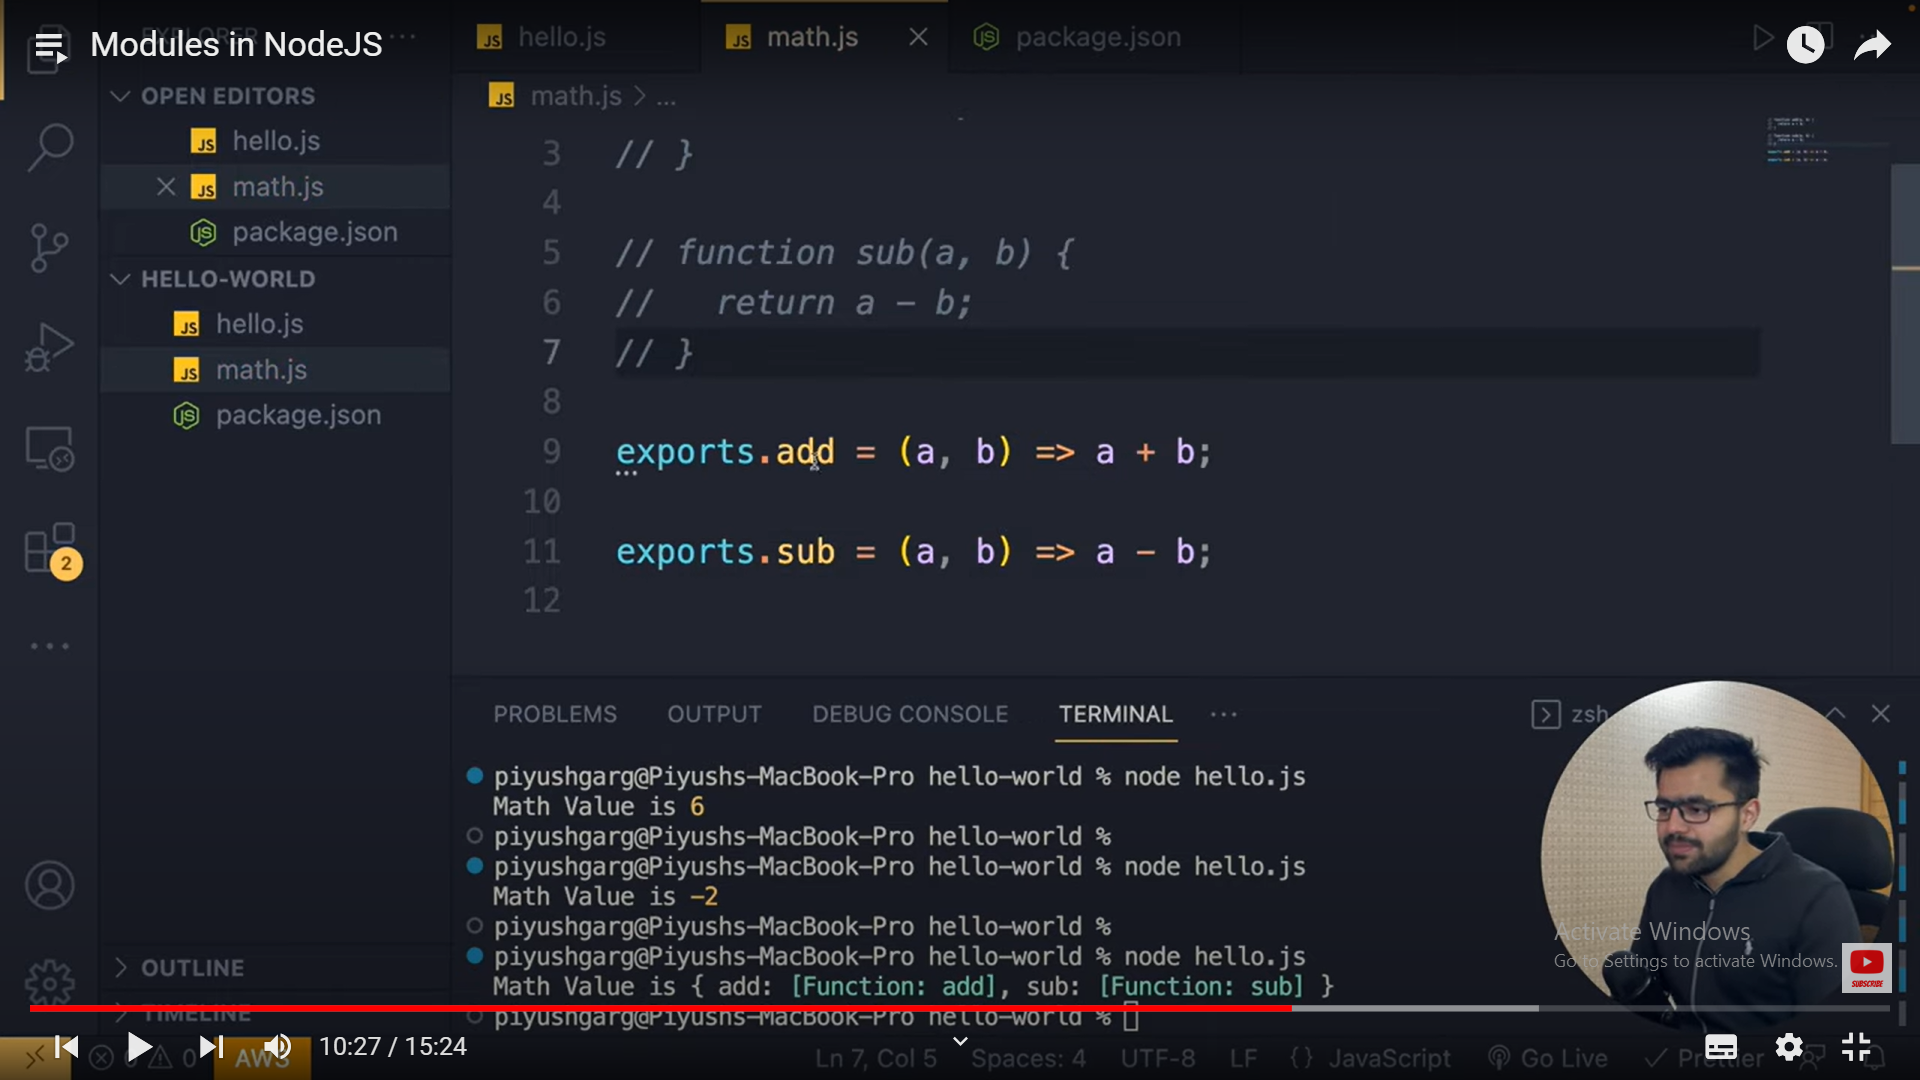 Modules in NodeJS
hello.js
math.js
package.json
OPEN EDITORS
hello.js
math.js
package.json
HELLO-WORLD
hello.js
math.js
package.json
OUTLINE
TIMELINE
math.js > ...
3 // }
4
5 // function sub(a, b) {
6 //   return a - b;
7 // }
8
9 exports.add = (a, b) => a + b;
10
11 exports.sub = (a, b) => a - b;
12
2
PROBLEMS
OUTPUT
DEBUG CONSOLE
TERMINAL
zsh
piyushgarg@Piyushs-MacBook-Pro hello-world % node hello.js
Math Value is 6
piyushgarg@Piyushs-MacBook-Pro hello-world %
piyushgarg@Piyushs-MacBook-Pro hello-world % node hello.js
Math Value is -2
piyushgarg@Piyushs-MacBook-Pro hello-world %
piyushgarg@Piyushs-MacBook-Pro hello-world % node hello.js
Math Value is { add: [Function: add], sub: [Function: sub] }
piyushgarg@Piyushs-MacBook-Pro hello-world %
Activate Windows
Go to Settings to activate Windows.
SUBSCRIBE
10:27 / 15:24
0
AWS
Ln 7, Col 5
Spaces: 4
UTF-8
LF
{ } JavaScript
Go Live
Prettier